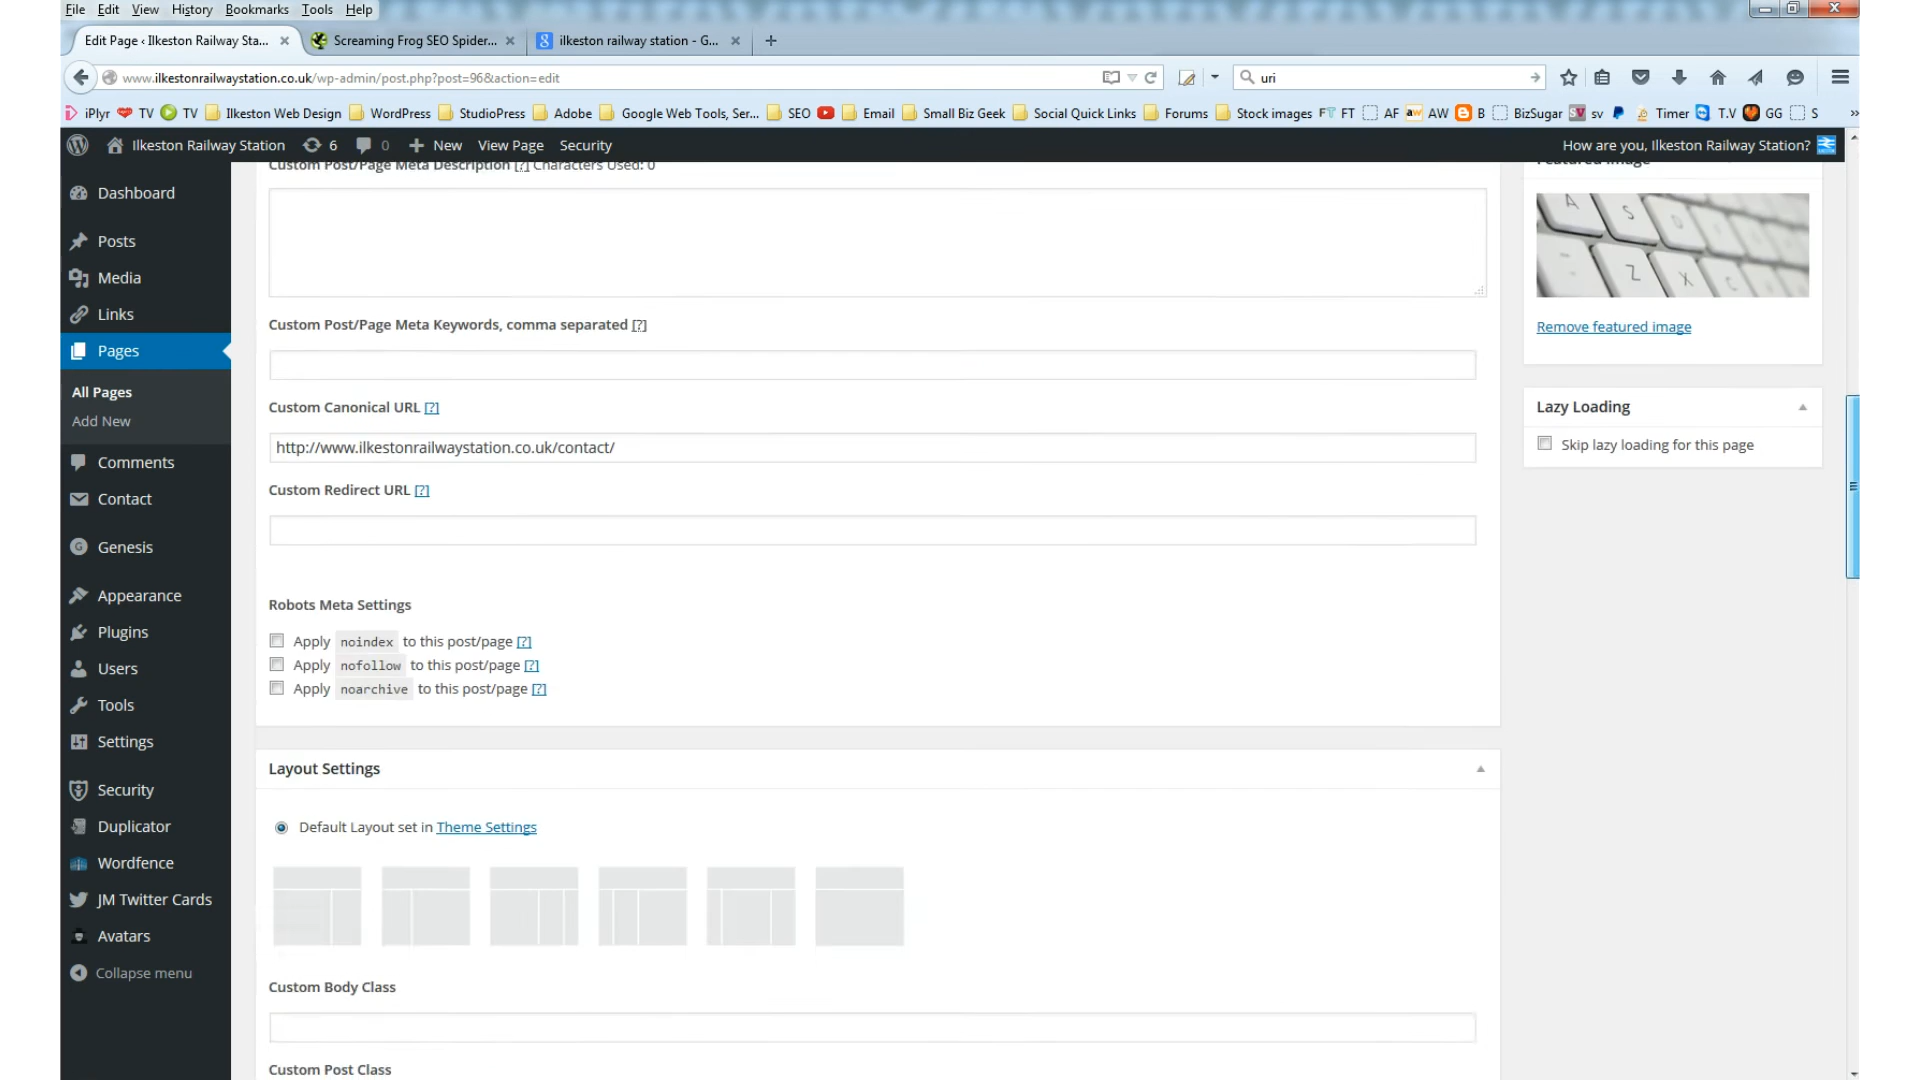 File Edit View History Bookmarks Tools Help
Edit Page ‹ Ilkeston Railway Sta... Screaming Frog SEO Spider... ilkeston railway station - G...
www.ilkestonrailwaystation.co.uk/wp-admin/post.php?post=96&action=edit uri
iPlyr TV TV Ilkeston Web Design WordPress StudioPress Adobe Google Web Tools, Ser... SEO Email Small Biz Geek Social Quick Links Forums Stock images FT AF AW B BizSugar sv Timer T.V GG S
Ilkeston Railway Station 6 0 New View Page Security How are you, Ilkeston Railway Station?
Custom Post/Page Meta Description [?] Characters Used: 0
Featured Image
Dashboard
Posts
Media
Links
Pages
All Pages
Add New
Comments
Contact
Genesis
Appearance
Plugins
Users
Tools
Settings
Security
Duplicator
Wordfence
JM Twitter Cards
Avatars
Collapse menu
Custom Post/Page Meta Keywords, comma separated [?]
Custom Canonical URL [?]
http://www.ilkestonrailwaystation.co.uk/contact/
Custom Redirect URL [?]
Robots Meta Settings
Apply noindex to this post/page [?]
Apply nofollow to this post/page [?]
Apply noarchive to this post/page [?]
Layout Settings
Default Layout set in Theme Settings
Custom Body Class
Custom Post Class
A S Z X C
Remove featured image
Lazy Loading
Skip lazy loading for this page